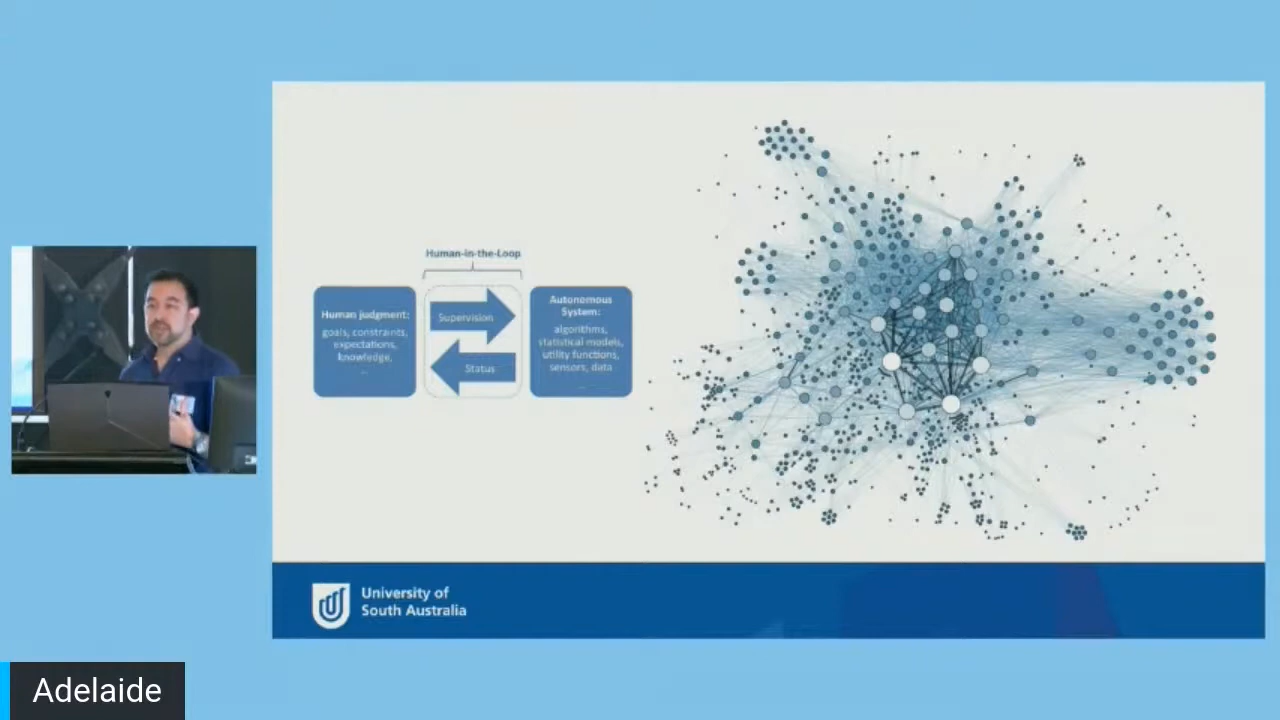 Human-in-the-Loop
Human judgment:
goals, constraints,
expectations,
knowledge,
...
Supervision
Status
Autonomous
System:
algorithms,
statistical models,
utility functions,
sensors, data
...
University of
South Australia
Adelaide